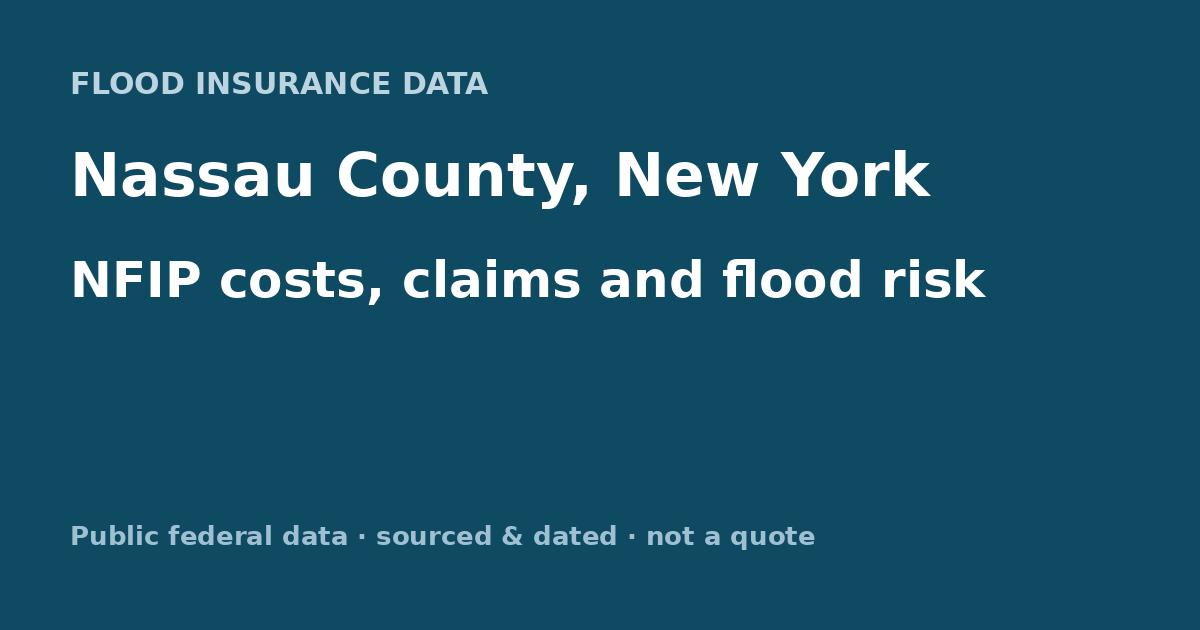 FLOOD INSURANCE DATA
Nassau County, New York
NFIP costs, claims and flood risk
Public federal data · sourced & dated · not a quote